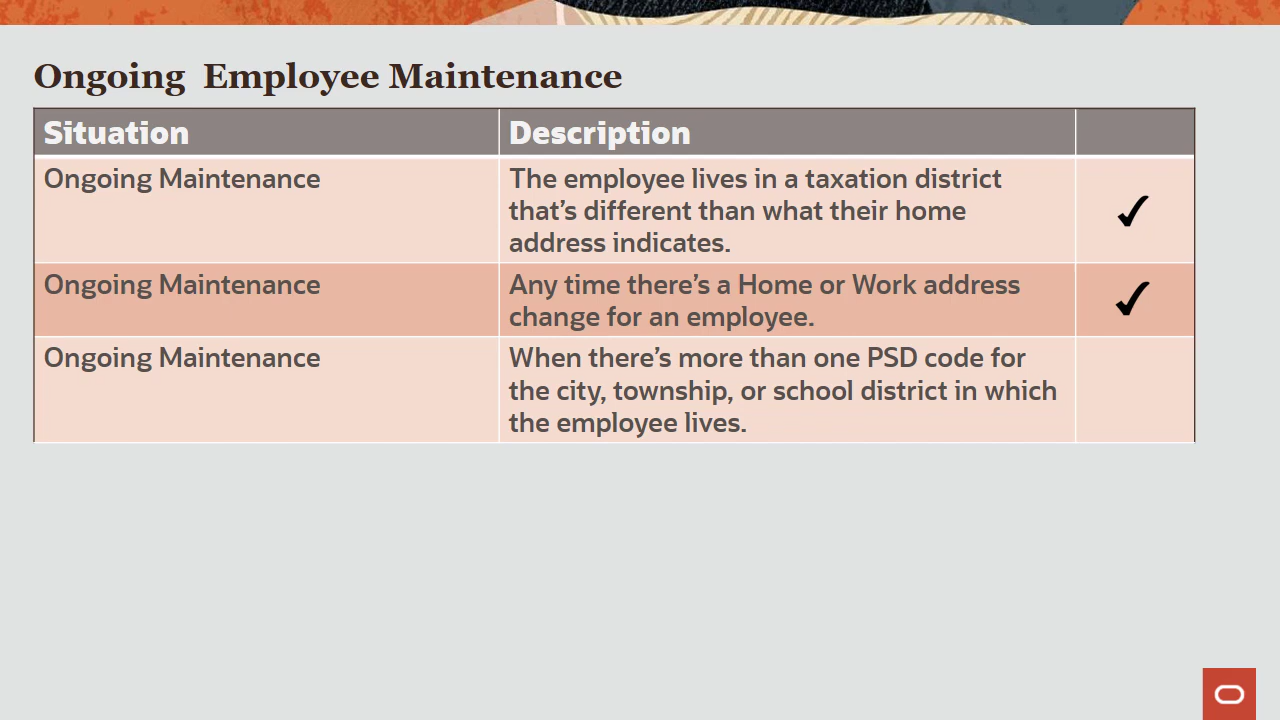 Ongoing  Employee Maintenance
Situation
Description
Ongoing Maintenance
The employee lives in a taxation district
that’s different than what their home
address indicates.
✓
Ongoing Maintenance
Any time there’s a Home or Work address
change for an employee.
✓
Ongoing Maintenance
When there’s more than one PSD code for
the city, township, or school district in which
the employee lives.